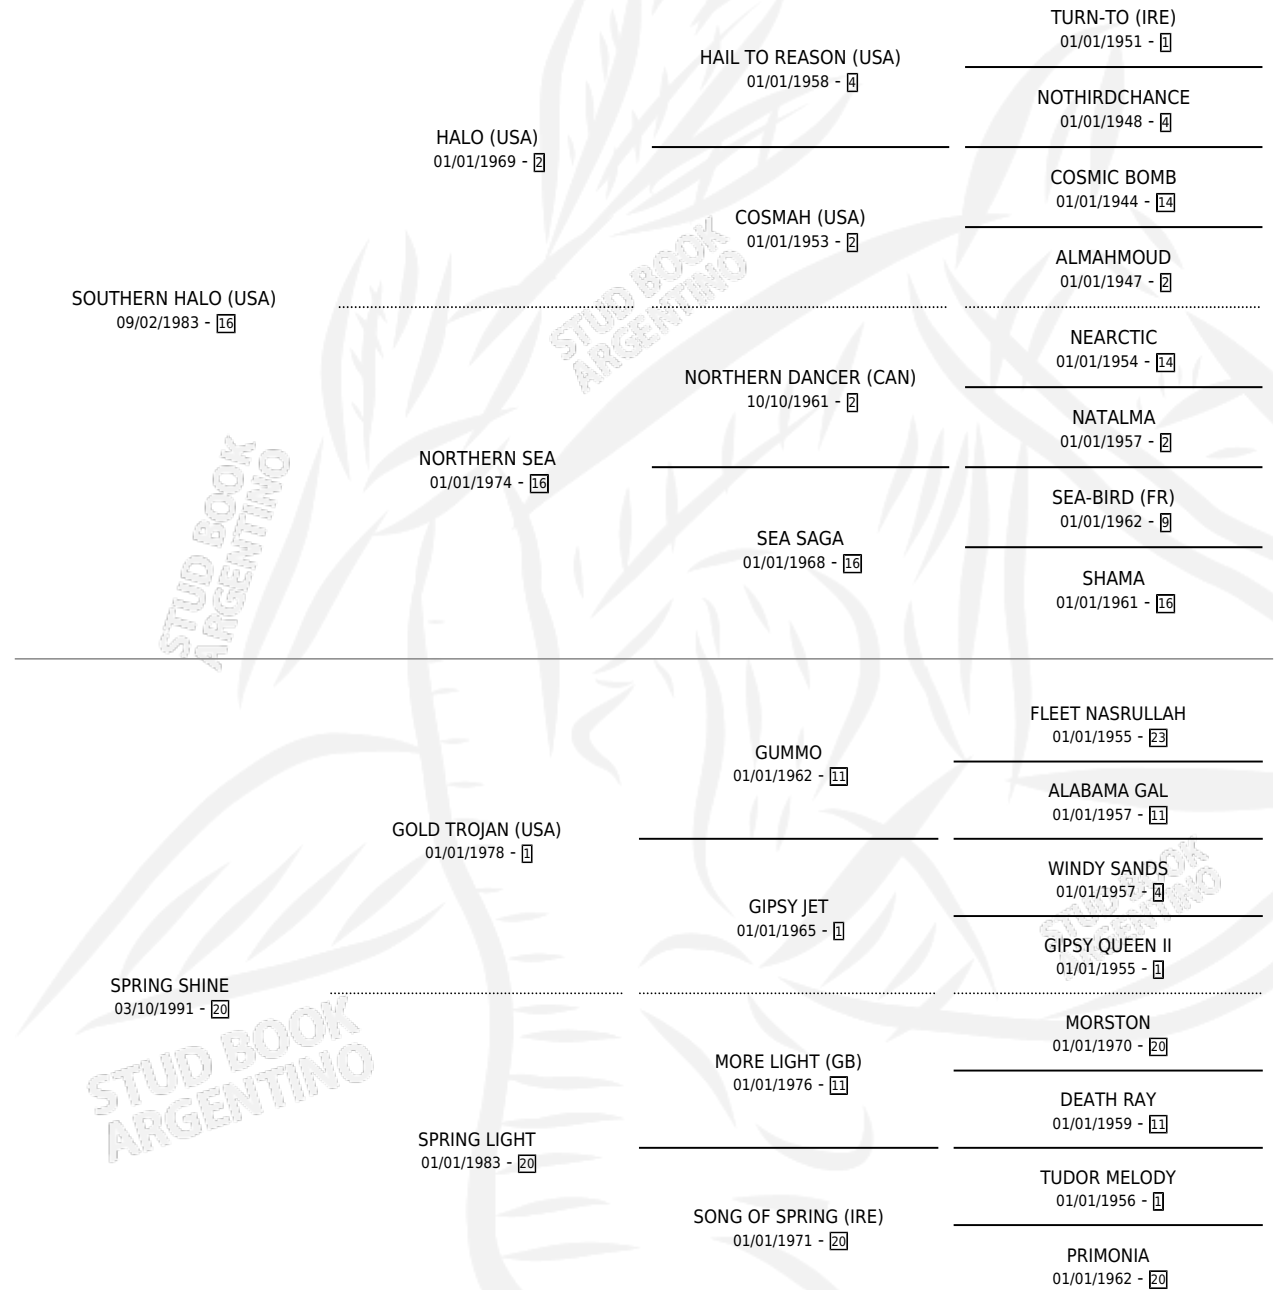 TURN-TO (IRE)
01/01/1951 - 1
HAIL TO REASON (USA)
01/01/1958 - 4
NOTHIRDCHANCE
01/01/1948 - 4
HALO (USA)
01/01/1969 - 2
COSMIC BOMB
01/01/1944 - 14
COSMAH (USA)
01/01/1953 - 2
ALMAHMOUD
01/01/1947 - 2
SOUTHERN HALO (USA)
09/02/1983 - 16
NEARCTIC
01/01/1954 - 14
NORTHERN DANCER (CAN)
10/10/1961 - 2
NATALMA
01/01/1957 - 2
NORTHERN SEA
01/01/1974 - 16
SEA-BIRD (FR)
01/01/1962 - 9
SEA SAGA
01/01/1968 - 16
SHAMA
01/01/1961 - 16
STUD BOOK
ARGENTINO
STUD BOOK
ARGENTINO
FLEET NASRULLAH
01/01/1955 - 23
GUMMO
01/01/1962 - 11
ALABAMA GAL
01/01/1957 - 11
GOLD TROJAN (USA)
01/01/1978 - 1
WINDY SANDS
01/01/1957 - 4
GIPSY JET
01/01/1965 - 1
GIPSY QUEEN II
01/01/1955 - 1
SPRING SHINE
03/10/1991 - 20
MORSTON
01/01/1970 - 20
MORE LIGHT (GB)
01/01/1976 - 11
DEATH RAY
01/01/1959 - 11
SPRING LIGHT
01/01/1983 - 20
TUDOR MELODY
01/01/1956 - 1
SONG OF SPRING (IRE)
01/01/1971 - 20
PRIMONIA
01/01/1962 - 20
STUD BOOK
ARGENTINO
STUD BOOK
ARGENTINO